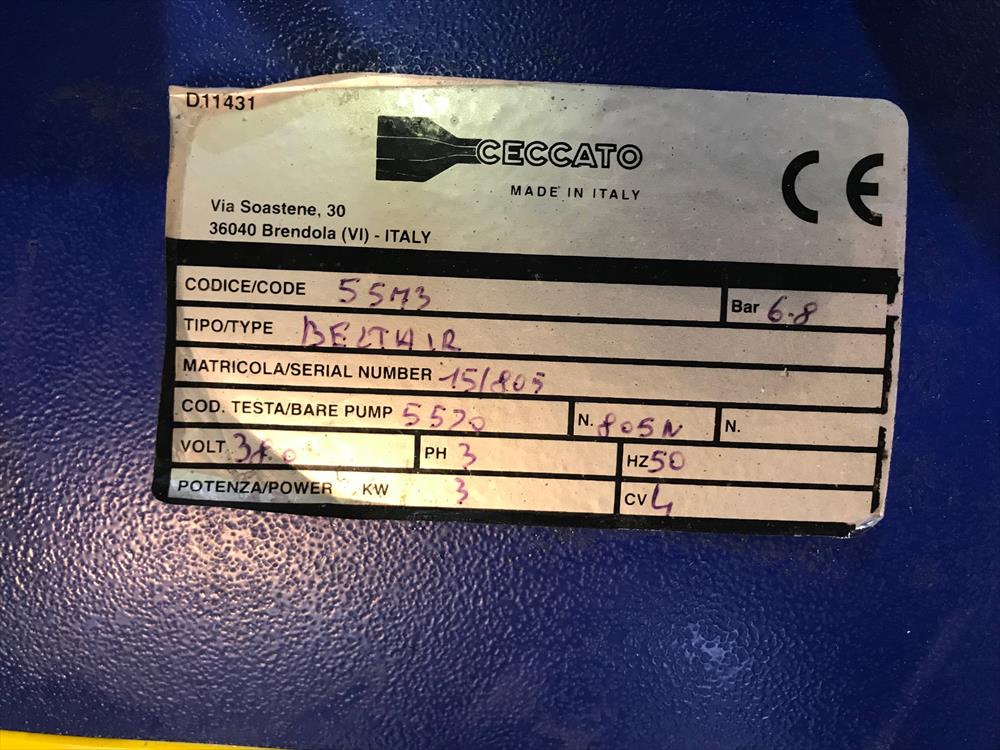 D11431
CECCATO
MADE IN ITALY
CE
Via Soastene, 30
36040 Brendola (VI) - ITALY
CODICE/CODE 55M3 Bar 6-8
TIPO/TYPE BELTAIR
MATRICOLA/SERIAL NUMBER 15/805
COD. TESTA/BARE PUMP 5520 N. 805N N.
VOLT 380 PH 3 HZ 50
POTENZA/POWER KW 3 CV 4